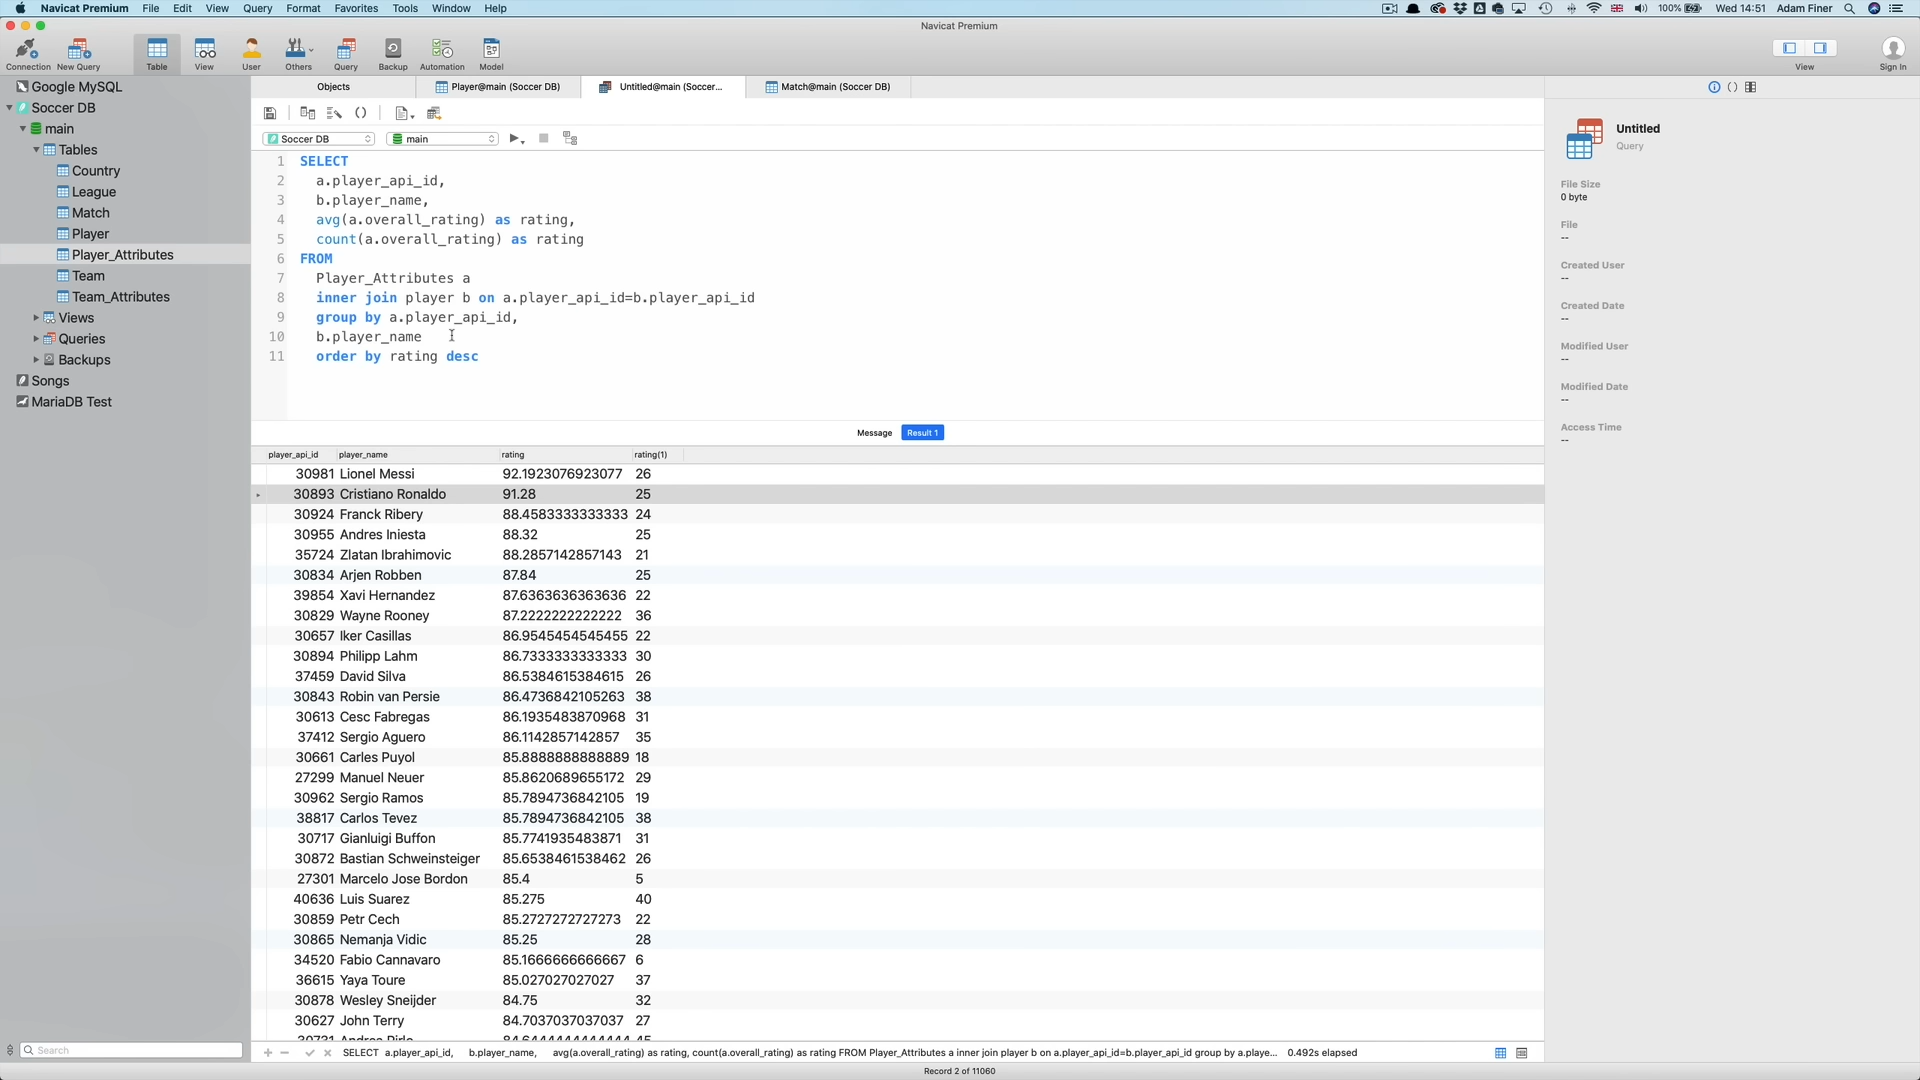 Navicat Premium File Edit View Query Format Favorites Tools Window Help
100% Wed 14:51 Adam Finer
Navicat Premium
Connection New Query Table View User Others Query Backup Automation Model View Sign In
Google MySQL
Soccer DB
main
Tables
Country
League
Match
Player
Player_Attributes
Team
Team_Attributes
Views
Queries
Backups
Songs
MariaDB Test
Search
Objects Player@main (Soccer DB) Untitled@main (Soccer... Match@main (Soccer DB)
Soccer DB main
1 SELECT
2 a.player_api_id,
3 b.player_name,
4 avg(a.overall_rating) as rating,
5 count(a.overall_rating) as rating
6 FROM
7 Player_Attributes a
8 inner join player b on a.player_api_id=b.player_api_id
9 group by a.player_api_id,
10 b.player_name
11 order by rating desc
Message Result 1
player_api_id player_name rating rating(1)
30981 Lionel Messi 92.1923076923077 26
30893 Cristiano Ronaldo 91.28 25
30924 Franck Ribery 88.4583333333333 24
30955 Andres Iniesta 88.32 25
35724 Zlatan Ibrahimovic 88.2857142857143 21
30834 Arjen Robben 87.84 25
39854 Xavi Hernandez 87.6363636363636 22
30829 Wayne Rooney 87.2222222222222 36
30657 Iker Casillas 86.9545454545455 22
30894 Philipp Lahm 86.7333333333333 30
37459 David Silva 86.5384615384615 26
30843 Robin van Persie 86.4736842105263 38
30613 Cesc Fabregas 86.1935483870968 31
37412 Sergio Aguero 86.1142857142857 35
30661 Carles Puyol 85.8888888888889 18
27299 Manuel Neuer 85.8620689655172 29
30962 Sergio Ramos 85.7894736842105 19
38817 Carlos Tevez 85.7894736842105 38
30717 Gianluigi Buffon 85.7741935483871 31
30872 Bastian Schweinsteiger 85.6538461538462 26
27301 Marcelo Jose Bordon 85.4 5
40636 Luis Suarez 85.275 40
30859 Petr Cech 85.2727272727273 22
30865 Nemanja Vidic 85.25 28
34520 Fabio Cannavaro 85.1666666666667 6
36615 Yaya Toure 85.027027027027 37
30878 Wesley Sneijder 84.75 32
30627 John Terry 84.7037037037037 27
SELECT a.player_api_id, b.player_name, avg(a.overall_rating) as rating, count(a.overall_rating) as rating FROM Player_Attributes a inner join player b on a.player_api_id=b.player_api_id group by a.playe... 0.492s elapsed
Record 2 of 11060
Untitled
Query
File Size
0 byte
File
--
Created User
--
Created Date
--
Modified User
--
Modified Date
--
Access Time
--